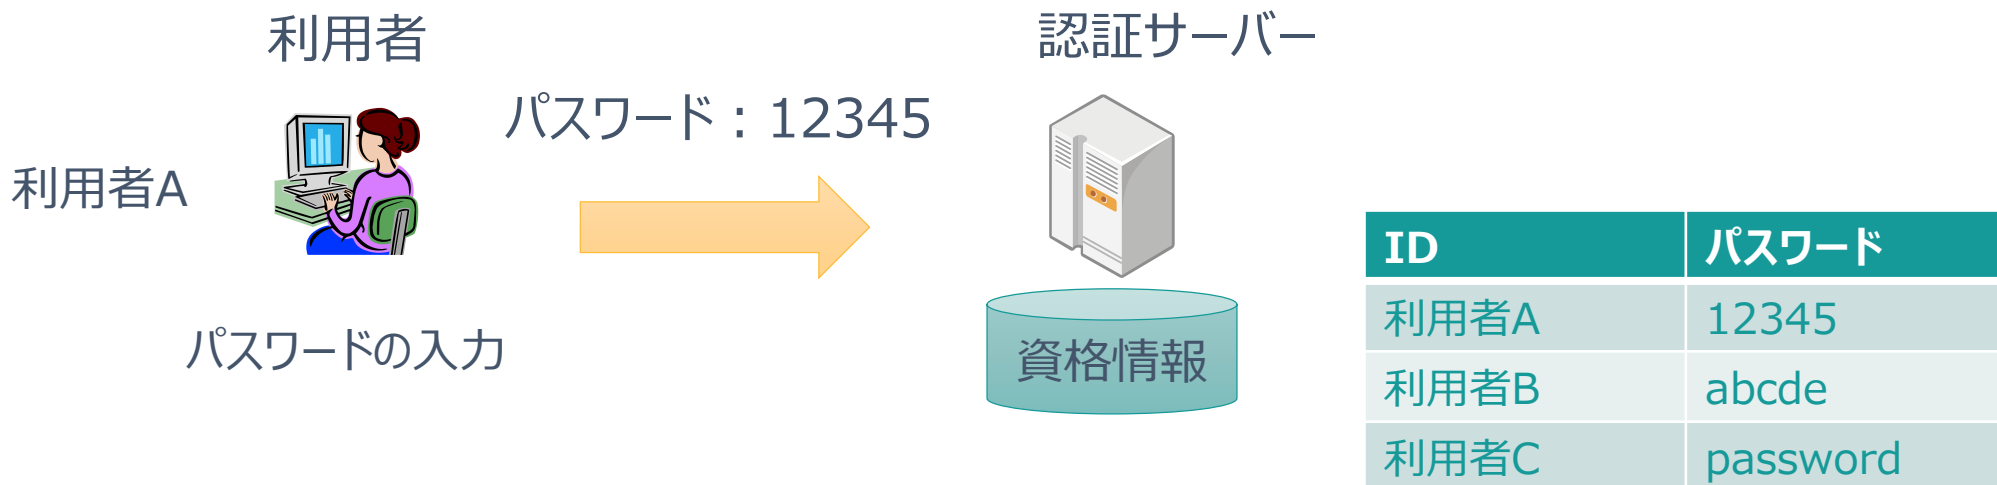 利用者
認証サーバー
パスワード：12345
利用者A
パスワードの入力
資格情報
ID パスワード
利用者A 12345
利用者B abcde
利用者C password